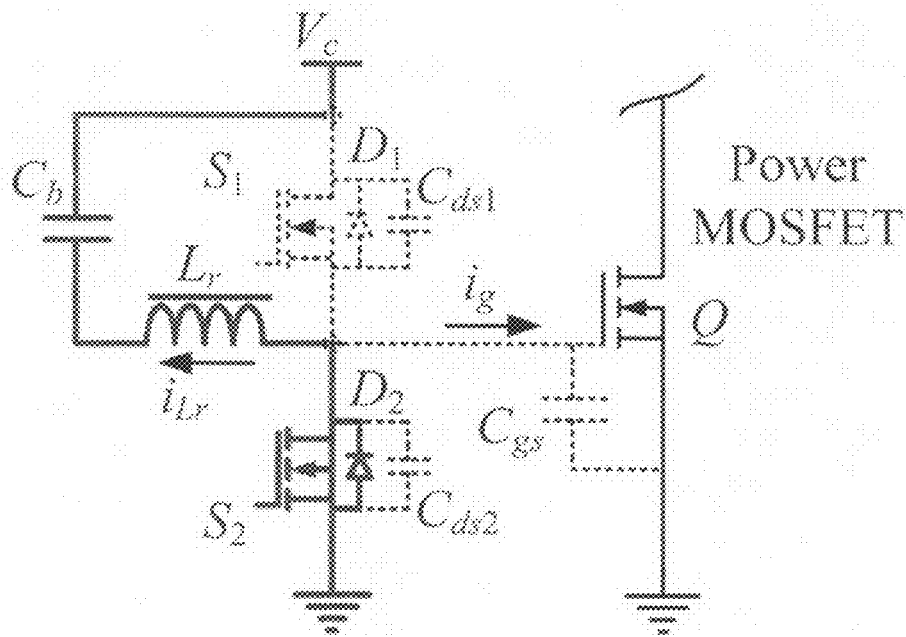 V_c
D_1
S_1
C_ds1
C_b
Power
MOSFET
L_r
i_g
Q
i_Lr
D_2
C_gs
S_2
C_ds2